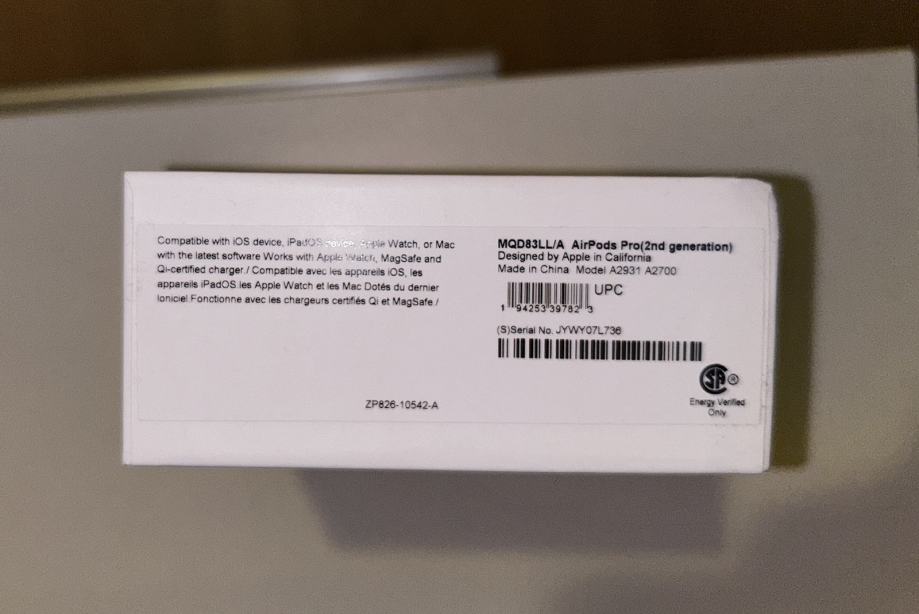 Compatible with iOS device, iPadOS device, Apple Watch, or Mac
with the latest software Works with Apple Watch, MagSafe and
Qi-certified charger./ Compatible avec les appareils iOS, les
appareils iPadOS les Apple Watch et les Mac Dotés du dernier
loniciel Fonctionne avec les chargeurs certifiés Qi et MagSafe /
ZP826-10542-A
MQD83LL/A AirPods Pro(2nd generation)
Designed by Apple in California
Made in China Model A2931 A2700
UPC
1 94253 39782 3
(S)Serial No. JYWY07L736
SA ®
Energy Verified
Only